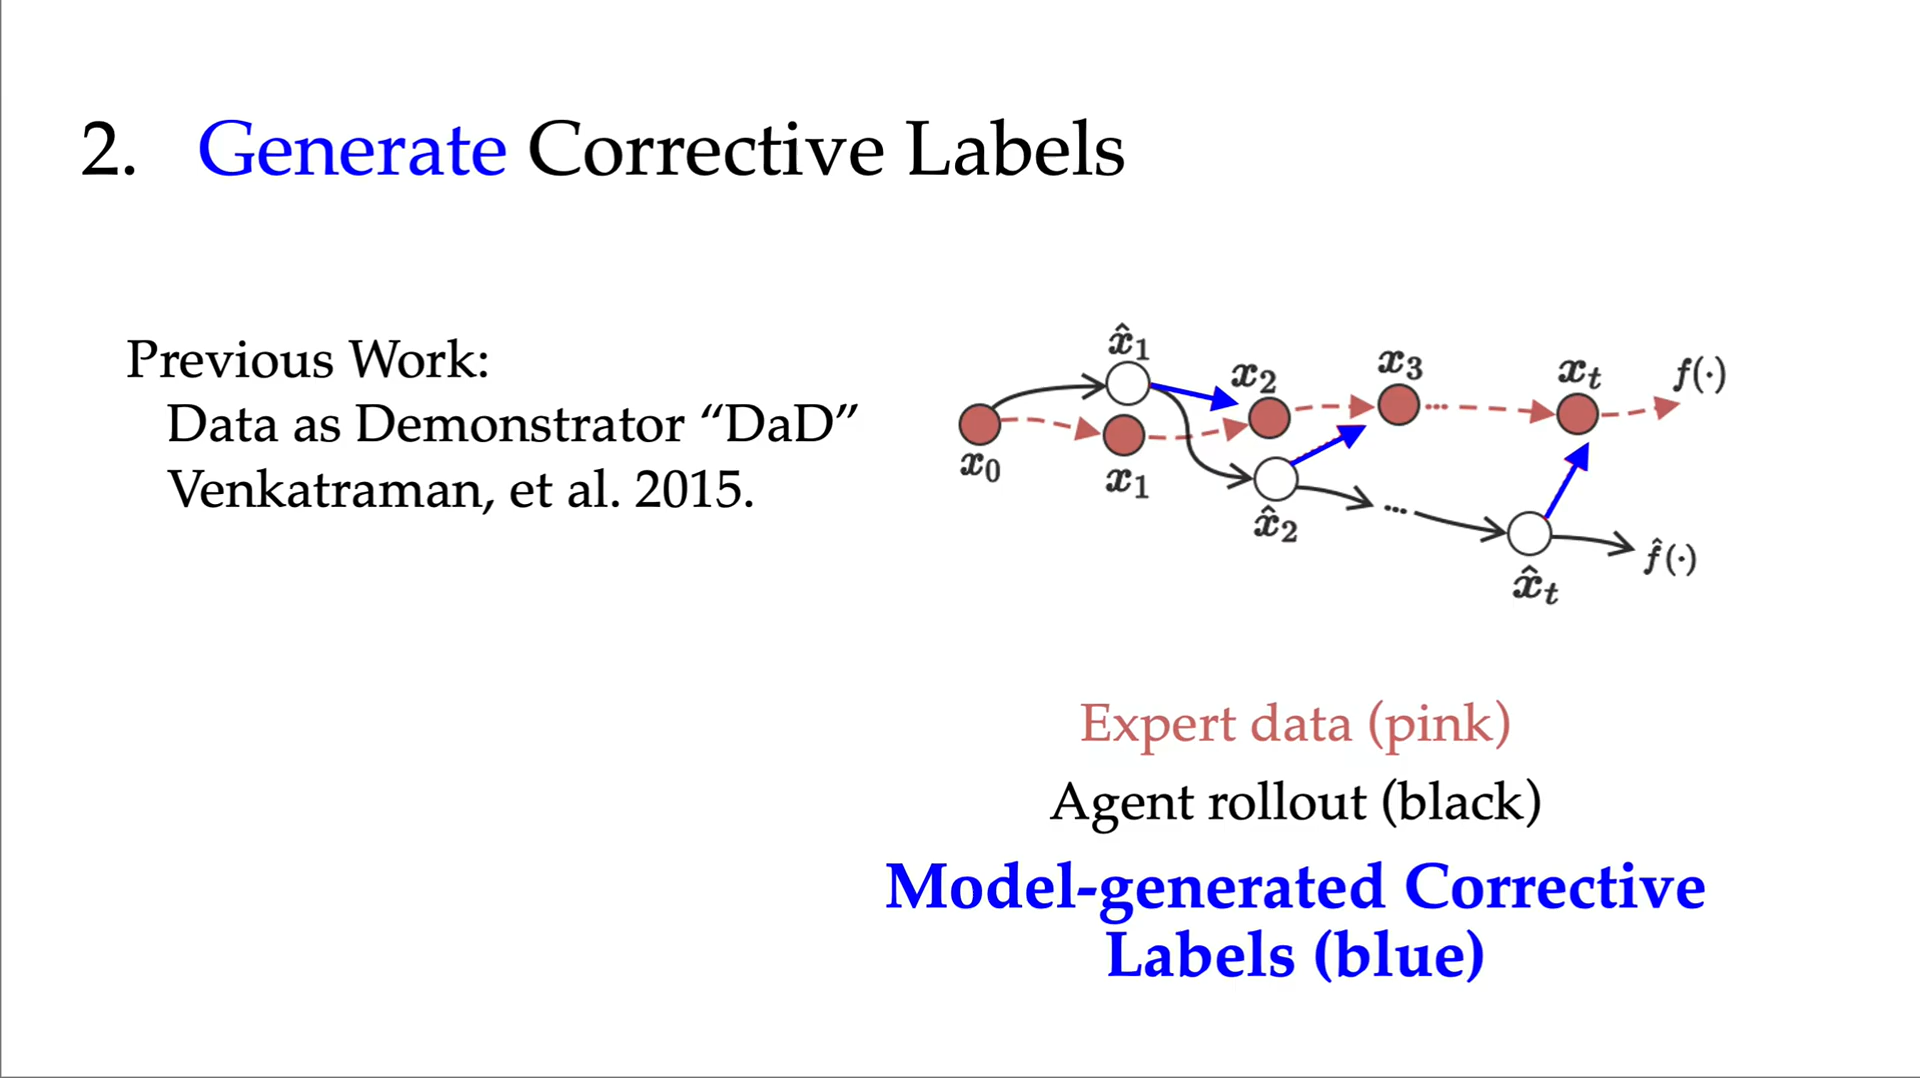 2. Generate Corrective Labels
Previous Work:
Data as Demonstrator “DaD”
Venkatraman, et al. 2015.
x̂₁
x₂
x₃
xₜ
f(·)
x₀
x₁
x̂₂
x̂ₜ
f̂(·)
...
...
Expert data (pink)
Agent rollout (black)
Model-generated Corrective
Labels (blue)